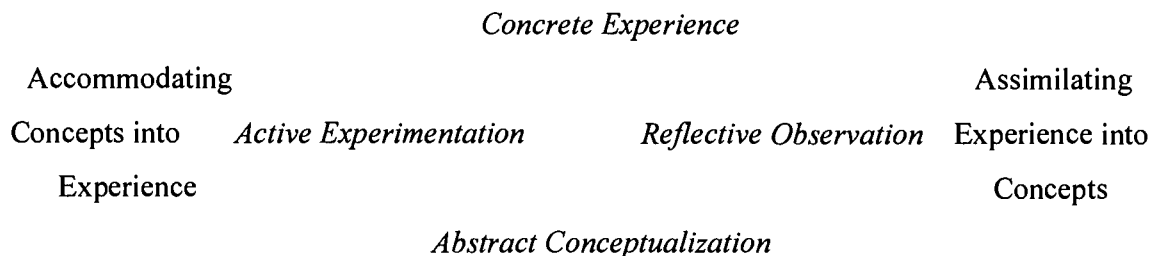 Concrete Experience
Accommodating Assimilating
Concepts into Active Experimentation Reflective Observation Experience into
Experience Concepts
Abstract Conceptualization